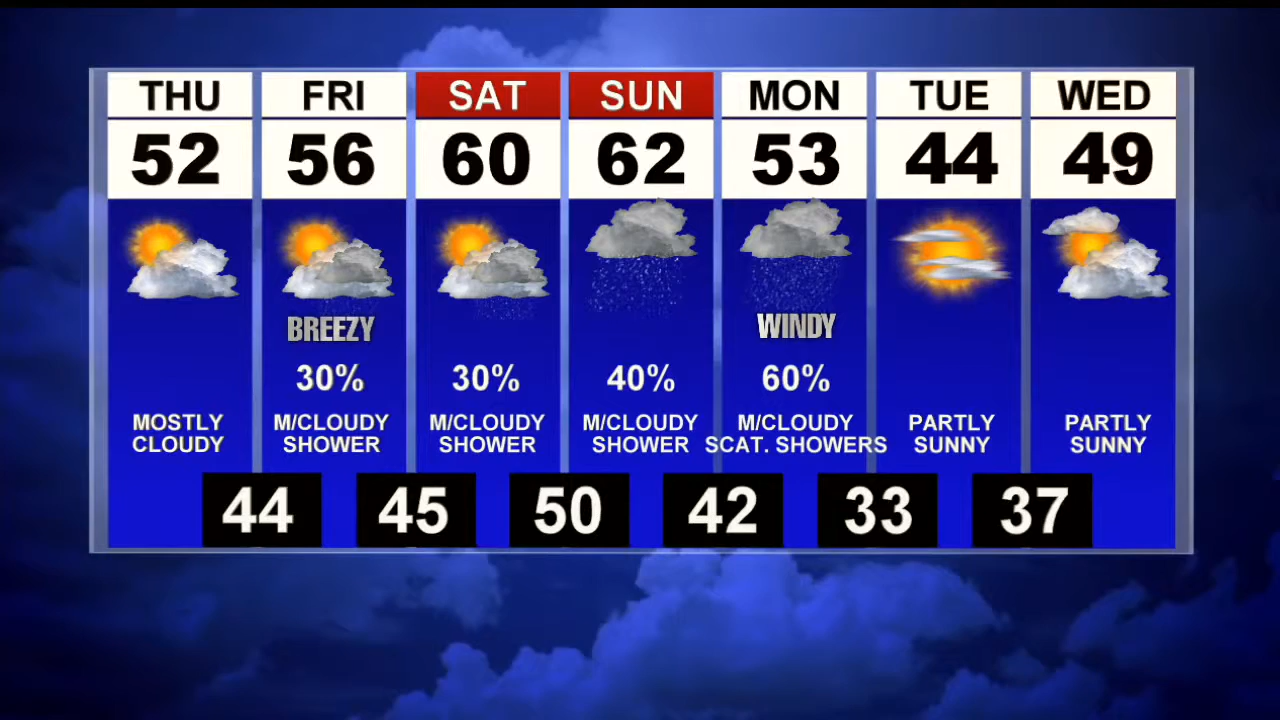 THU FRI SAT SUN MON TUE WED
52 56 60 62 53 44 49
BREEZY WINDY
30% 30% 40% 60%
MOSTLY M/CLOUDY M/CLOUDY M/CLOUDY M/CLOUDY PARTLY PARTLY
CLOUDY SHOWER SHOWER SHOWER SCAT. SHOWERS SUNNY SUNNY
44 45 50 42 33 37